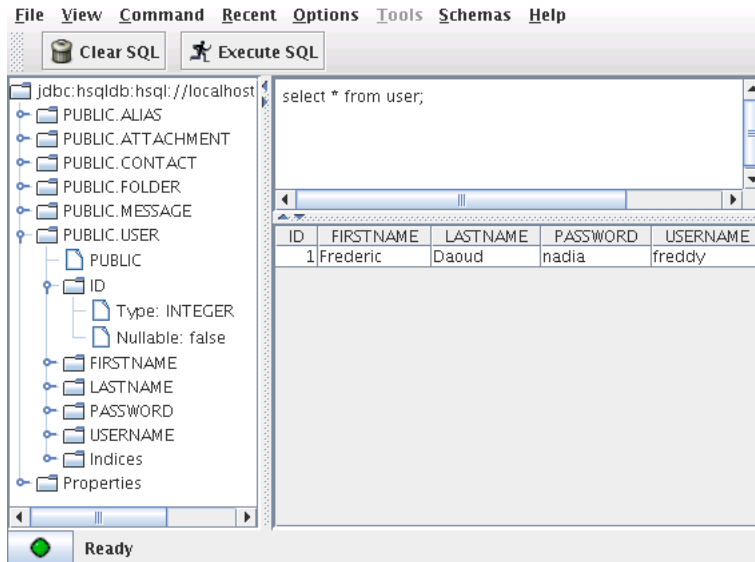 File View Command Recent Options Tools Schemas Help
Clear SQL Execute SQL
jdbc:hsqldb:hsql://localhost
PUBLIC.ALIAS
PUBLIC.ATTACHMENT
PUBLIC.CONTACT
PUBLIC.FOLDER
PUBLIC.MESSAGE
PUBLIC.USER
PUBLIC
ID
Type: INTEGER
Nullable: false
FIRSTNAME
LASTNAME
PASSWORD
USERNAME
Indices
Properties
select * from user;
ID FIRSTNAME LASTNAME PASSWORD USERNAME
1 Frederic Daoud nadia freddy
Ready